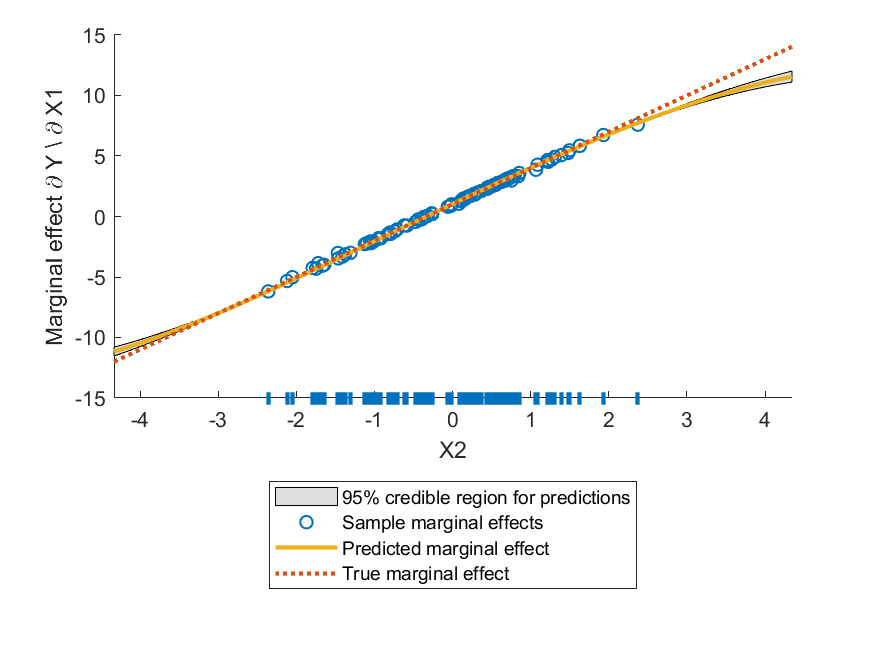 15
10
5
0
-5
-10
-15
Marginal effect ∂ Y \ ∂ X1
-4 -3 -2 -1 0 1 2 3 4
X2
95% credible region for predictions
Sample marginal effects
Predicted marginal effect
True marginal effect